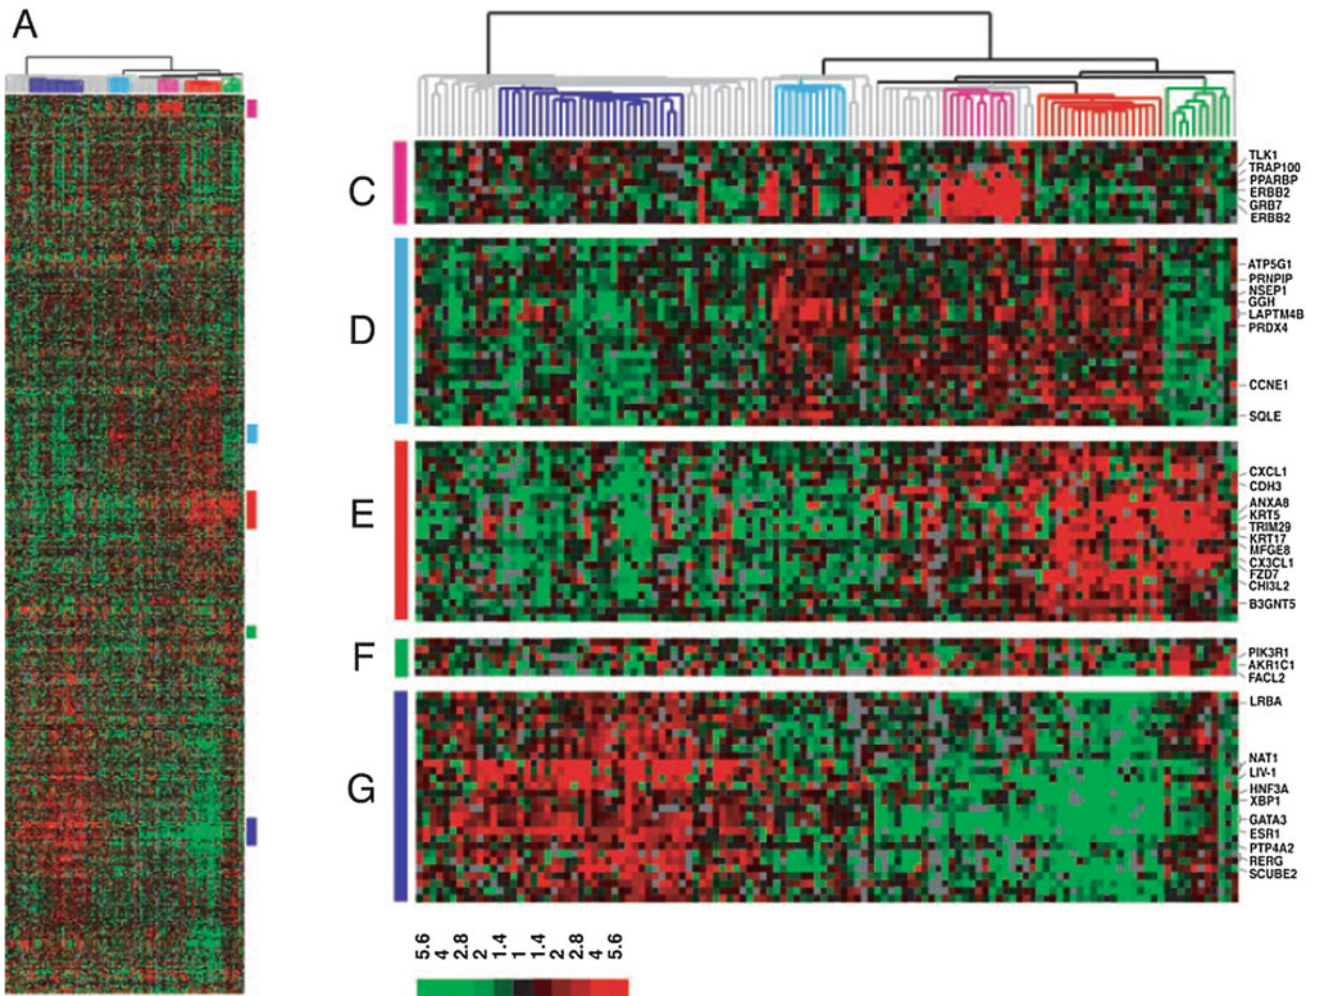 A
C
TLK1
TRAP100
PPARBP
ERBB2
GRB7
ERBB2
D
ATP5G1
PRNPIP
NSEP1
GGH
LAPTM4B
PRDX4
CCNE1
SQLE
E
CXCL1
CDH3
ANXA8
KRT5
TRIM29
KRT17
MFGE8
CX3CL1
FZD7
CHI3L2
B3GNT5
F
PIK3R1
AKR1C1
FACL2
G
LRBA
NAT1
LIV-1
HNF3A
XBP1
GATA3
ESR1
PTP4A2
RERG
SCUBE2
5.6
4
2.8
2
1.4
1
1.4
2
2.8
4
5.6